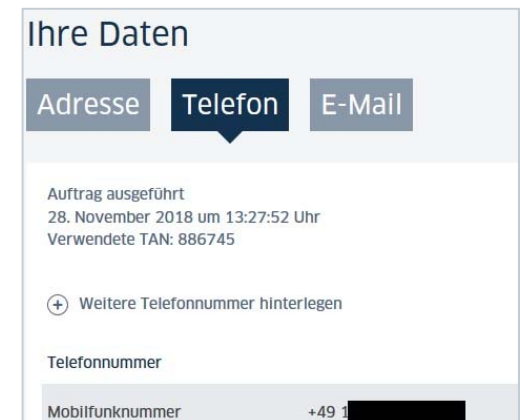 Ihre Daten
Adresse Telefon E-Mail
Auftrag ausgeführt
28. November 2018 um 13:27:52 Uhr
Verwendete TAN: 886745
+ Weitere Telefonnummer hinterlegen
Telefonnummer
Mobilfunknummer +49 1